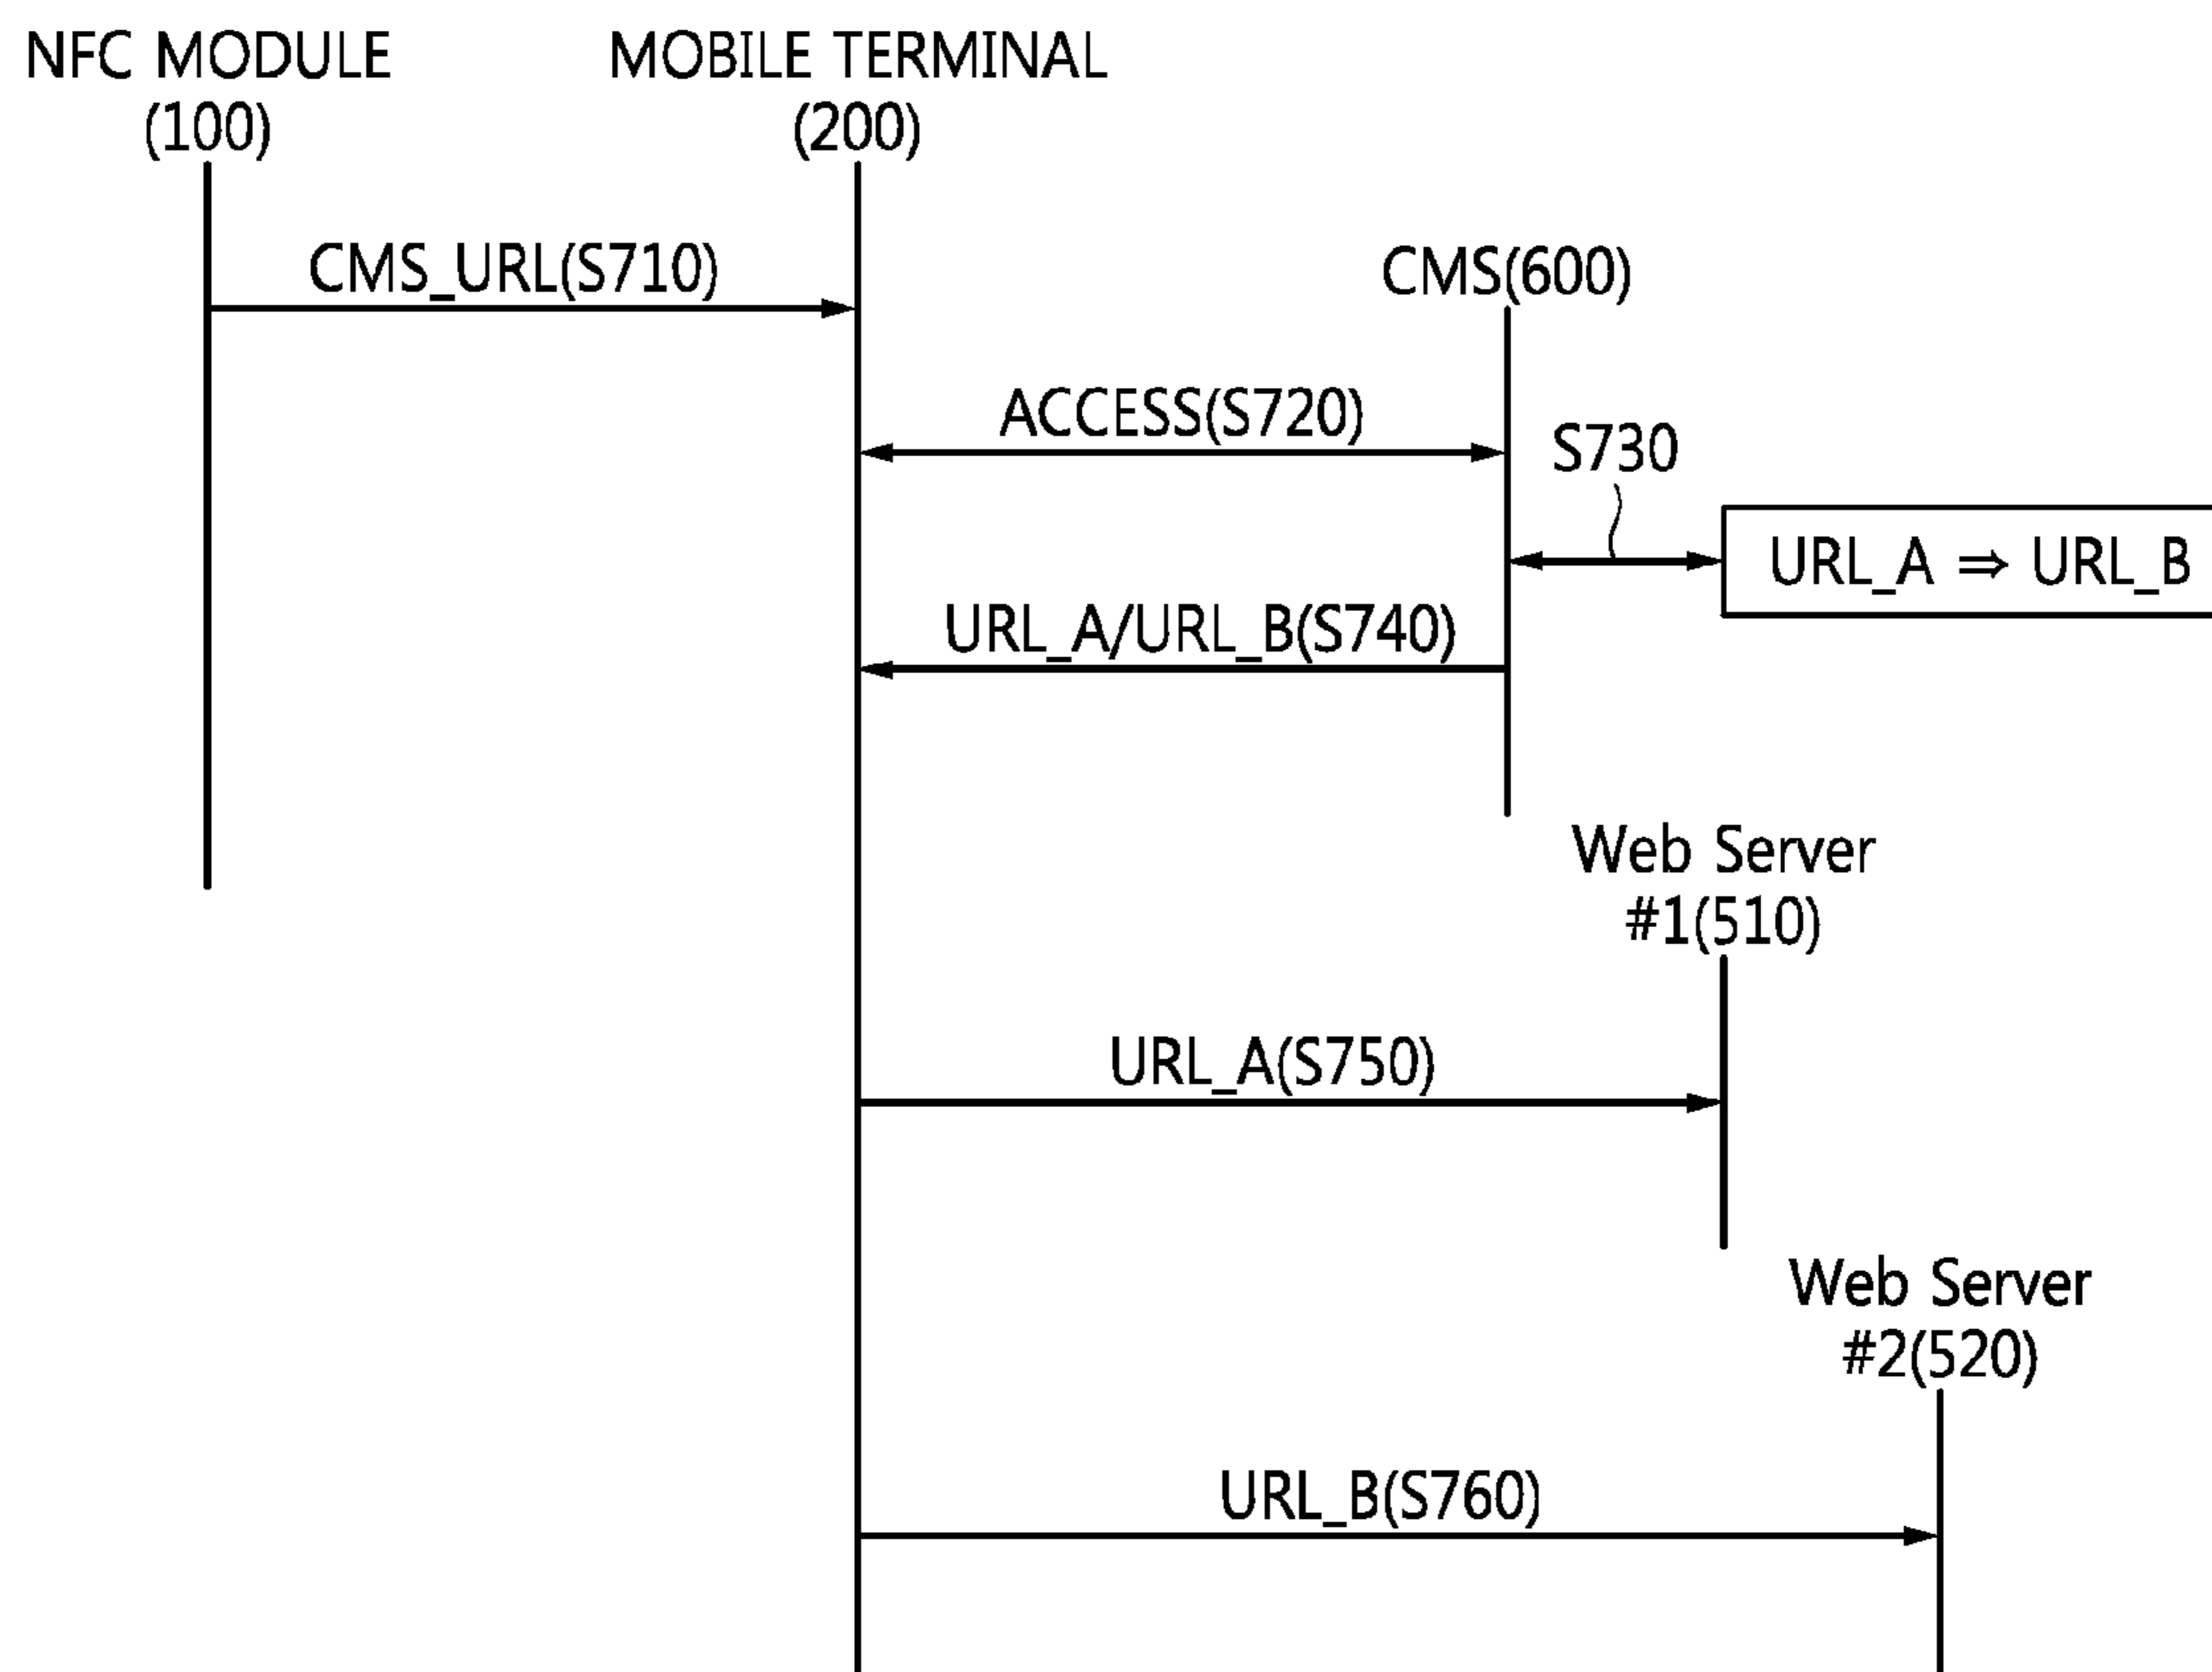 NFC MODULE
(100)
MOBILE TERMINAL
(200)
CMS_URL(S710)
CMS(600)
ACCESS(S720)
S730
URL_A ⇒ URL_B
URL_A/URL_B(S740)
Web Server
#1(510)
URL_A(S750)
Web Server
#2(520)
URL_B(S760)